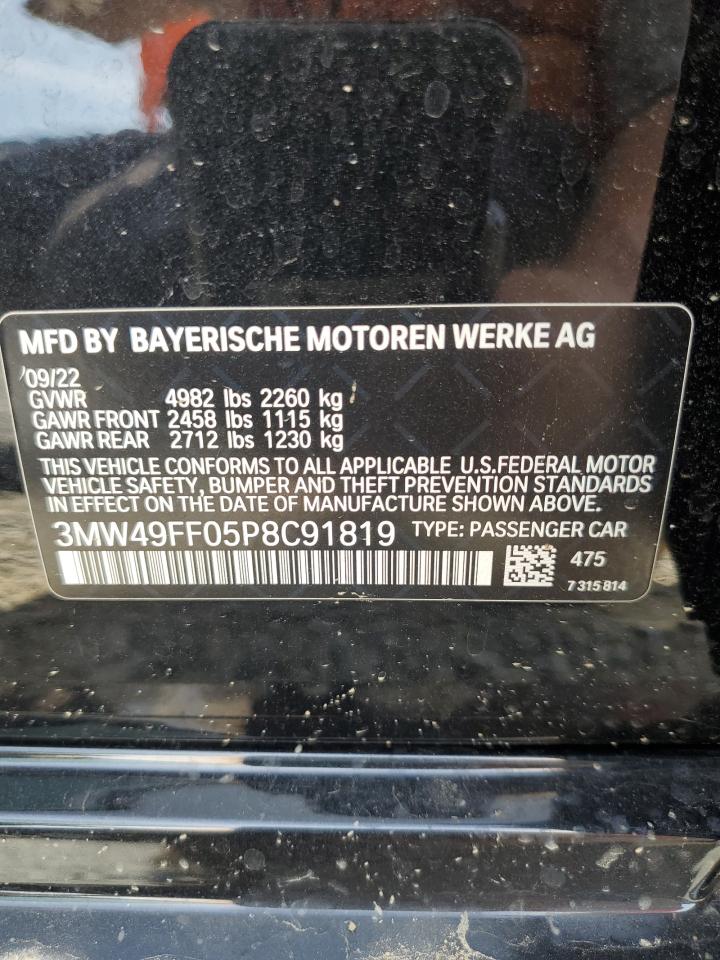 MFD BY BAYERISCHE MOTOREN WERKE AG
09/22
GVWR 4982 lbs 2260 kg
GAWR FRONT 2458 lbs 1115 kg
GAWR REAR 2712 lbs 1230 kg
THIS VEHICLE CONFORMS TO ALL APPLICABLE U.S.FEDERAL MOTOR
VEHICLE SAFETY, BUMPER AND THEFT PREVENTION STANDARDS
IN EFFECT ON THE DATE OF MANUFACTURE SHOWN ABOVE.
3MW49FF05P8C91819 TYPE: PASSENGER CAR
475
7 315 814